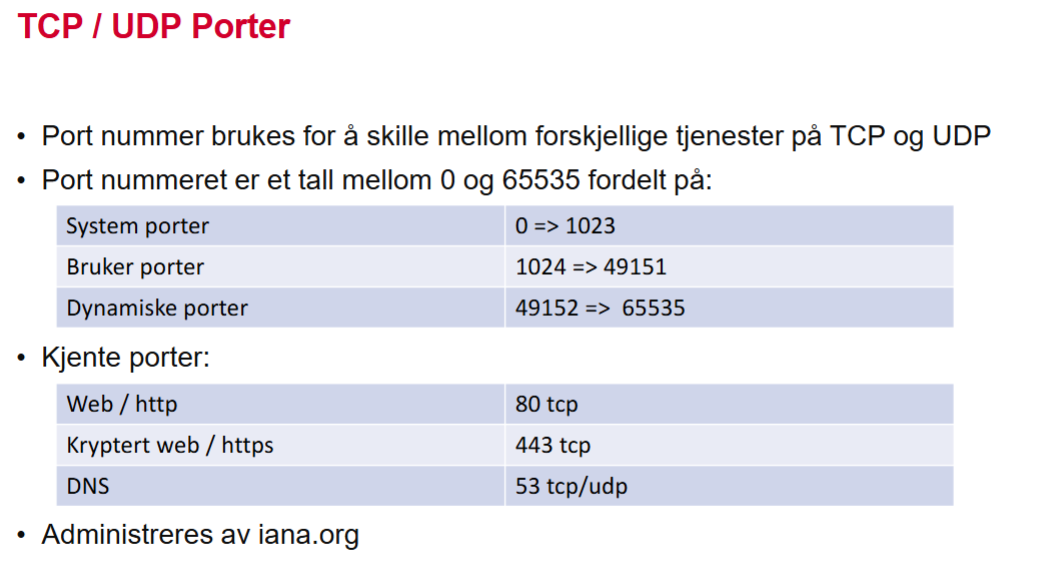 TCP / UDP Porter
• Port nummer brukes for å skille mellom forskjellige tjenester på TCP og UDP
• Port nummeret er et tall mellom 0 og 65535 fordelt på:
System porter 0 => 1023
Bruker porter 1024 => 49151
Dynamiske porter 49152 => 65535
• Kjente porter:
Web / http 80 tcp
Kryptert web / https 443 tcp
DNS 53 tcp/udp
• Administreres av iana.org